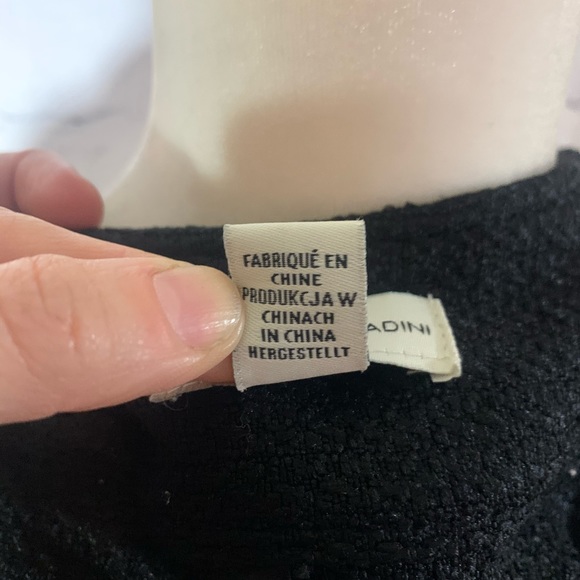 FABRIQUÉ EN
CHINE
PRODUKCJA W
CHINACH
IN CHINA
HERGESTELLT
ADINI